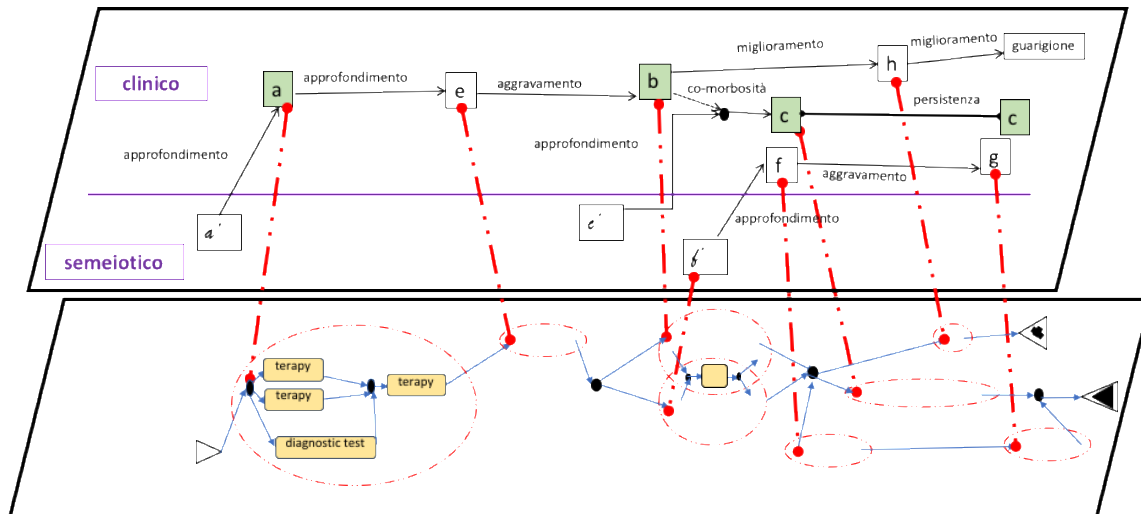 miglioramento
miglioramento
guarigione
h
clinico
approfondimento
a
e
aggravamento
b
co-morbosità
persistenza
c
c
approfondimento
approfondimento
f
aggravamento
g
a´
c´
approfondimento
semeiotico
f´
terapy
terapy
terapy
diagnostic test